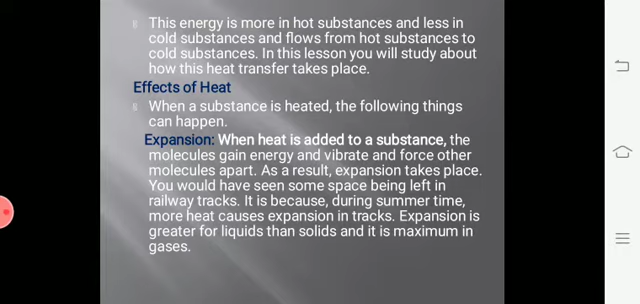 This energy is more in hot substances and less in
cold substances and flows from hot substances to
cold substances. In this lesson you will study about
how this heat transfer takes place.
Effects of Heat
When a substance is heated, the following things
can happen.
Expansion: When heat is added to a substance, the
molecules gain energy and vibrate and force other
molecules apart. As a result, expansion takes place.
You would have seen some space being left in
railway tracks. It is because, during summer time,
more heat causes expansion in tracks. Expansion is
greater for liquids than solids and it is maximum in
gases.